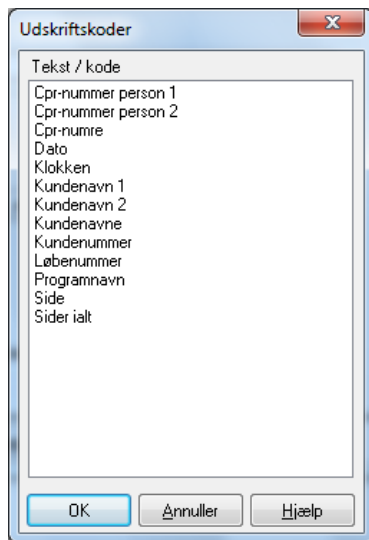 Udskriftskoder
Tekst / kode
Cpr-nummer person 1
Cpr-nummer person 2
Cpr-numre
Dato
Klokken
Kundenavn 1
Kundenavn 2
Kundenavne
Kundenummer
Løbenummer
Programnavn
Side
Sider ialt
OK Annuller Hjælp